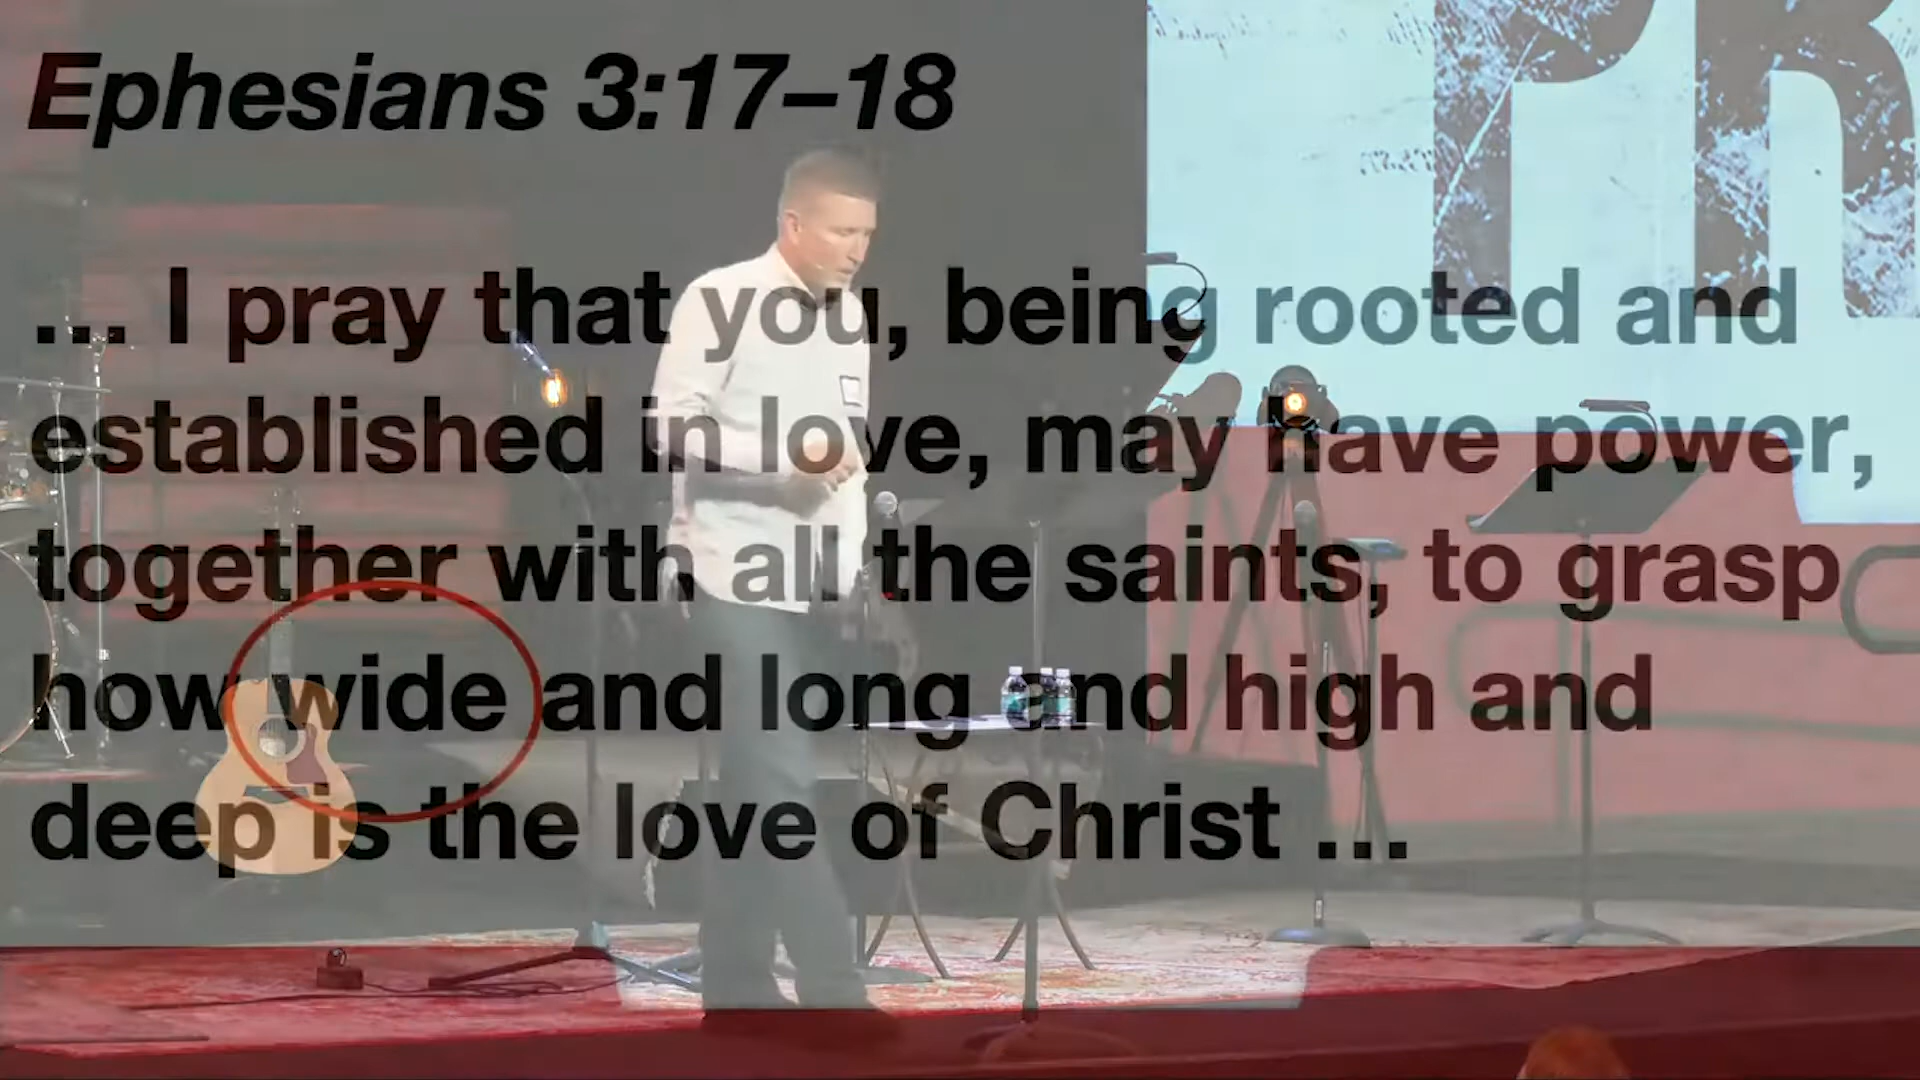 Ephesians 3:17–18
PR
... I pray that you, being rooted and
established in love, may have power,
together with all the saints, to grasp
how wide and long and high and
deep is the love of Christ ...